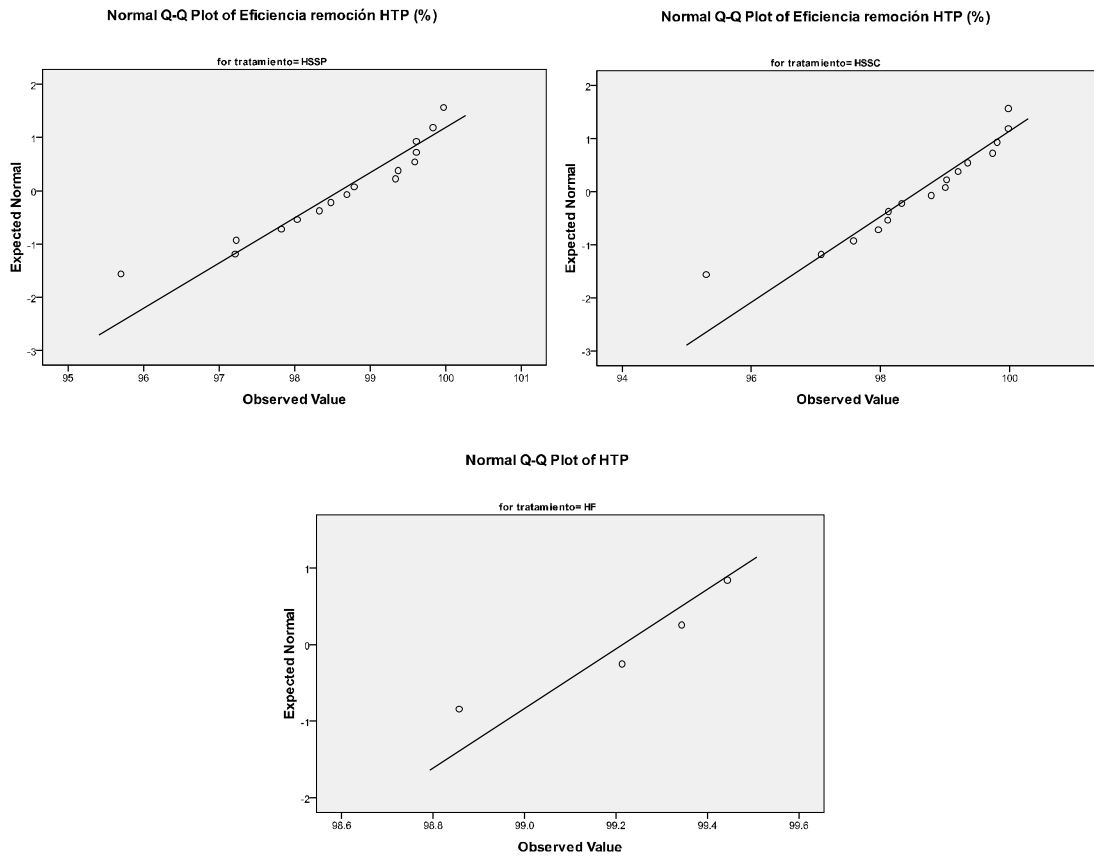 Normal Q-Q Plot of Eficiencia remoción HTP (%)
for tratamiento= HSSP
2
1
0
-1
-2
-3
Expected Normal
95 96 97 98 99 100 101
Observed Value
Normal Q-Q Plot of Eficiencia remoción HTP (%)
for tratamiento= HSSC
2
1
0
-1
-2
-3
Expected Normal
94 96 98 100
Observed Value
Normal Q-Q Plot of HTP
for tratamiento= HF
1
0
-1
-2
Expected Normal
98.6 98.8 99.0 99.2 99.4 99.6
Observed Value